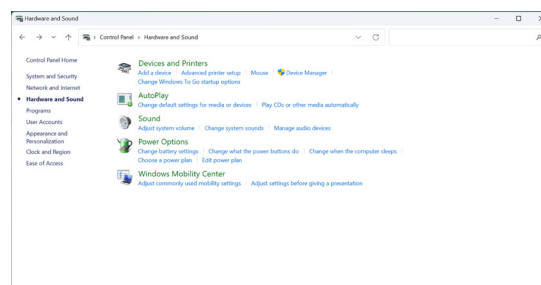 Hardware and Sound
Control Panel › Hardware and Sound
Control Panel Home
System and Security
Network and Internet
Hardware and Sound
Programs
User Accounts
Appearance and
Personalization
Clock and Region
Ease of Access
Devices and Printers
Add a device | Advanced printer setup | Mouse | Device Manager |
Change Windows To Go startup options
AutoPlay
Change default settings for media or devices | Play CDs or other media automatically
Sound
Adjust system volume | Change system sounds | Manage audio devices
Power Options
Change battery settings | Change what the power buttons do | Change when the computer sleeps |
Choose a power plan | Edit power plan
Windows Mobility Center
Adjust commonly used mobility settings | Adjust settings before giving a presentation